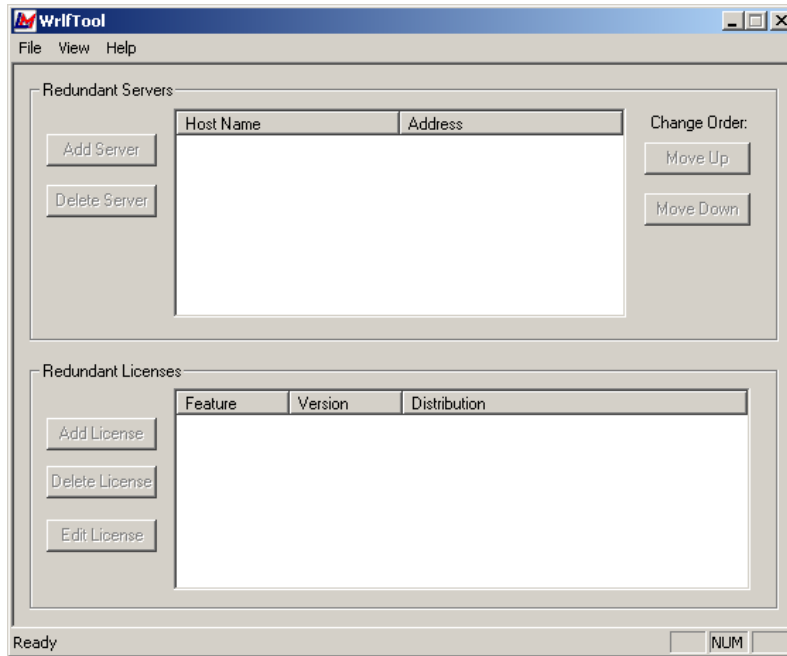 WrlfTool
File View Help
Redundant Servers
Host Name Address
Change Order:
Add Server
Move Up
Delete Server
Move Down
Redundant Licenses
Feature Version Distribution
Add License
Delete License
Edit License
Ready NUM